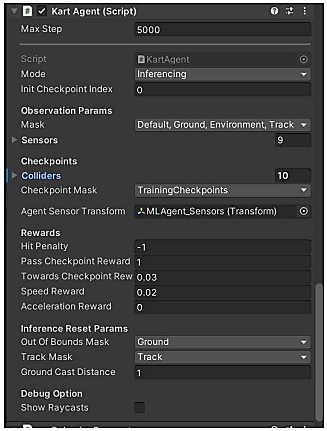 Kart Agent (Script)
Max Step 5000
Script KartAgent
Mode Inferencing
Init Checkpoint Index 0
Observation Params
Mask Default, Ground, Environment, Track
Sensors 9
Checkpoints
Colliders 10
Checkpoint Mask TrainingCheckpoints
Agent Sensor Transform MLAgent_Sensors (Transform)
Rewards
Hit Penalty -1
Pass Checkpoint Reward 1
Towards Checkpoint Rew 0.03
Speed Reward 0.02
Acceleration Reward 0
Inference Reset Params
Out Of Bounds Mask Ground
Track Mask Track
Ground Cast Distance 1
Debug Option
Show Raycasts